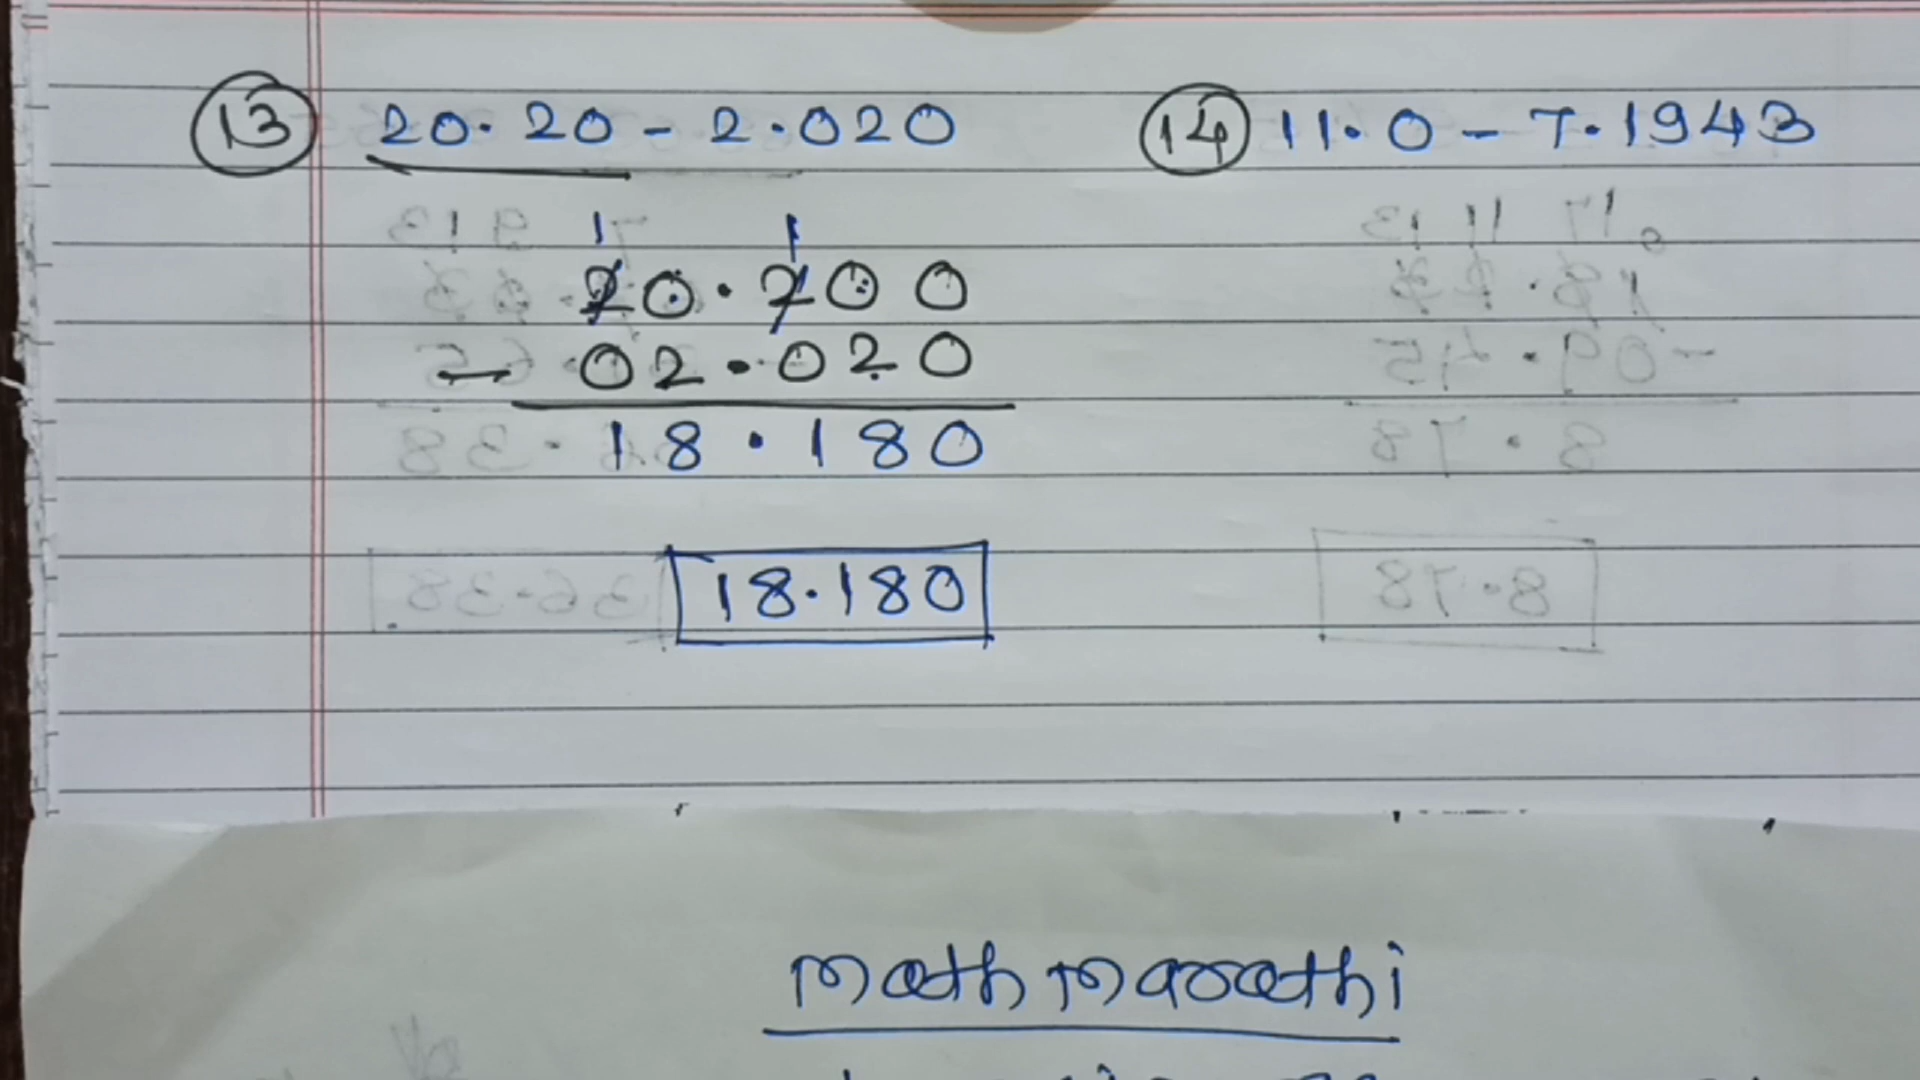 13 20.20 - 2.020
1 1
20.200
- 02.020
18.180
18.180
14 11.0 - 7.1943
math marathi